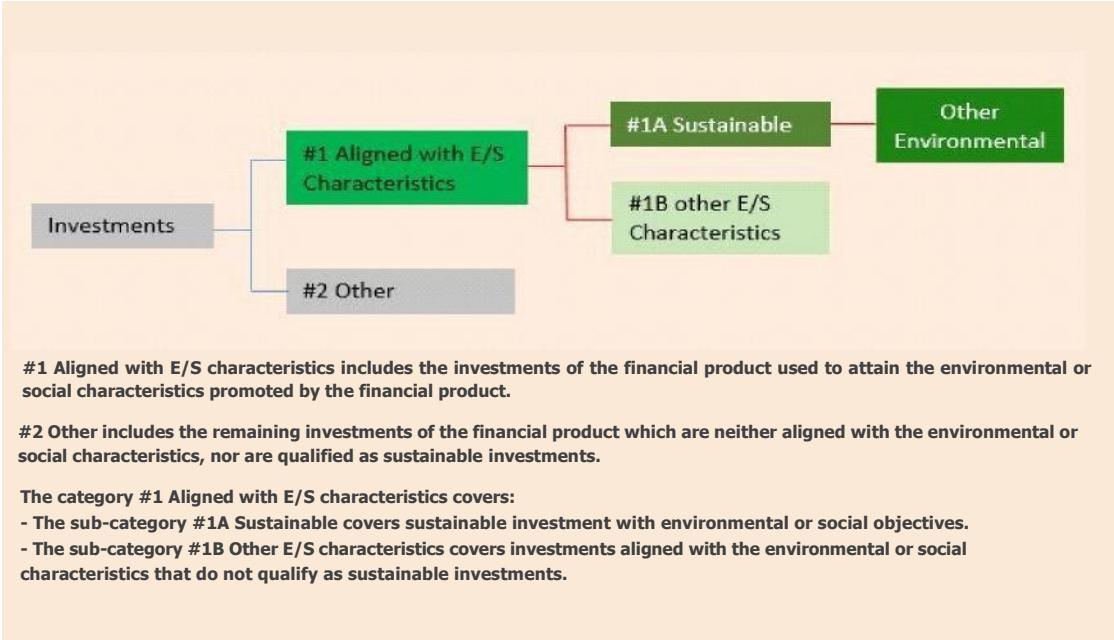 Other
Environmental
#1A Sustainable
#1 Aligned with E/S
Characteristics
#1B other E/S
Characteristics
Investments
#2 Other
#1 Aligned with E/S characteristics includes the investments of the financial product used to attain the environmental or
social characteristics promoted by the financial product.
#2 Other includes the remaining investments of the financial product which are neither aligned with the environmental or
social characteristics, nor are qualified as sustainable investments.
The category #1 Aligned with E/S characteristics covers:
- The sub-category #1A Sustainable covers sustainable investment with environmental or social objectives.
- The sub-category #1B Other E/S characteristics covers investments aligned with the environmental or social
characteristics that do not qualify as sustainable investments.